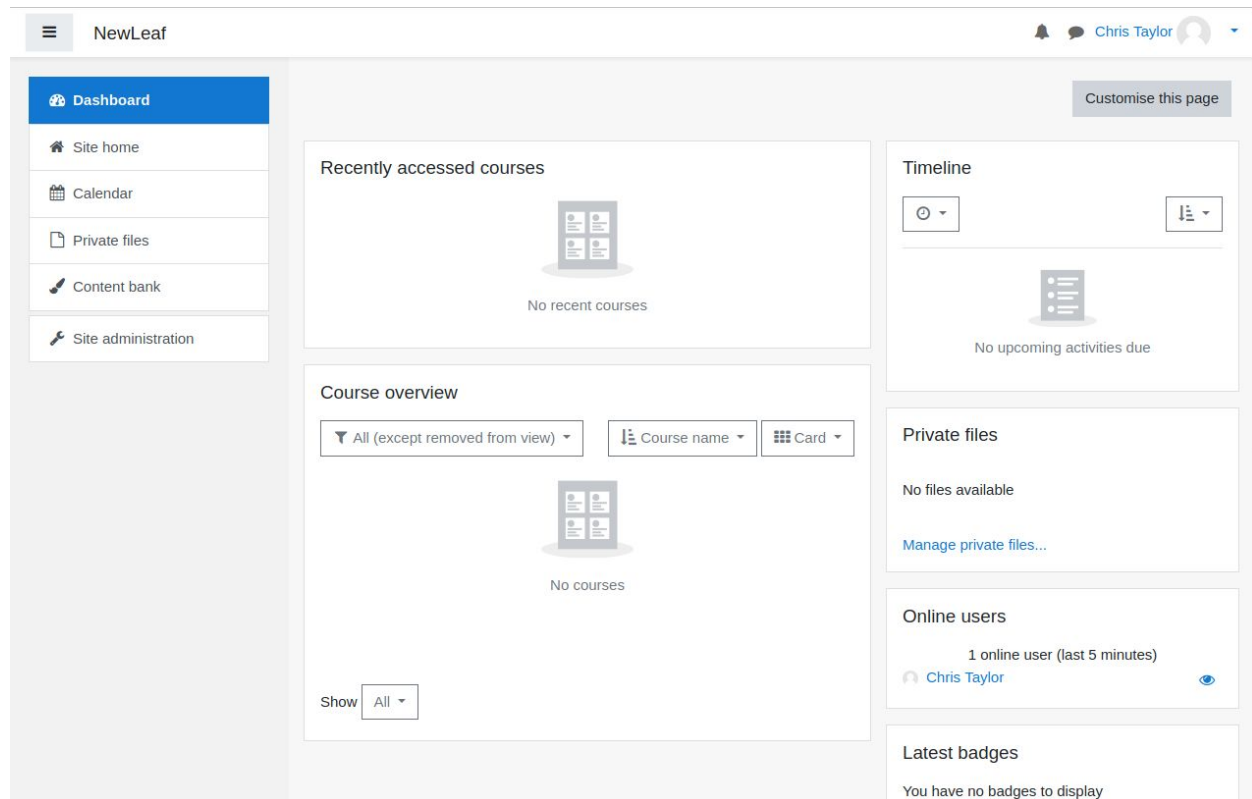 NewLeaf
Chris Taylor
Dashboard
Site home
Calendar
Private files
Content bank
Site administration
Customise this page
Recently accessed courses
No recent courses
Course overview
All (except removed from view)
Course name
Card
No courses
Show
All
Timeline
No upcoming activities due
Private files
No files available
Manage private files...
Online users
1 online user (last 5 minutes)
Chris Taylor
Latest badges
You have no badges to display